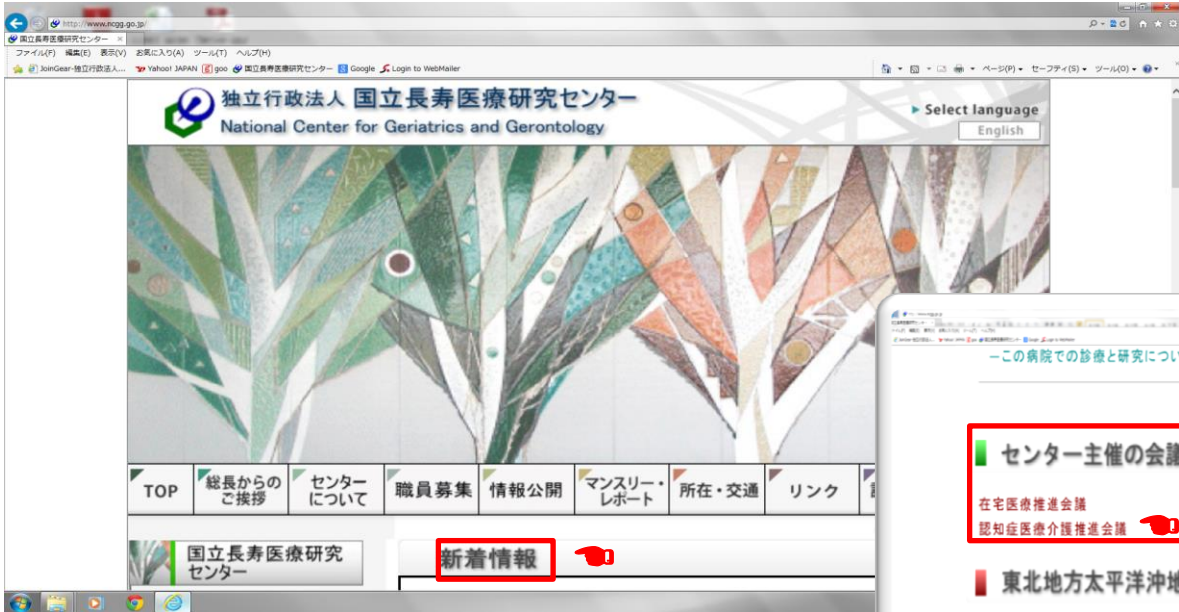 http://www.ncgg.go.jp/
国立長寿医療研究センター ×
ファイル(F) 編集(E) 表示(V) お気に入り(A) ツール(T) ヘルプ(H)
JoinGear-独立行政法人... Yahoo! JAPAN goo 国立長寿医療研究センター Google Login to WebMailer
ページ(P) セーフティ(S) ツール(O)
独立行政法人 国立長寿医療研究センター
National Center for Geriatrics and Gerontology
Select language
English
TOP
総長からの
ご挨拶
センター
について
職員募集
情報公開
マンスリー・
レポート
所在・交通
リンク
国立長寿医療研究
センター
新着情報
－この病院での診療と研究につい
センター主催の会議
在宅医療推進会議
認知症医療介護推進会議
東北地方太平洋沖地